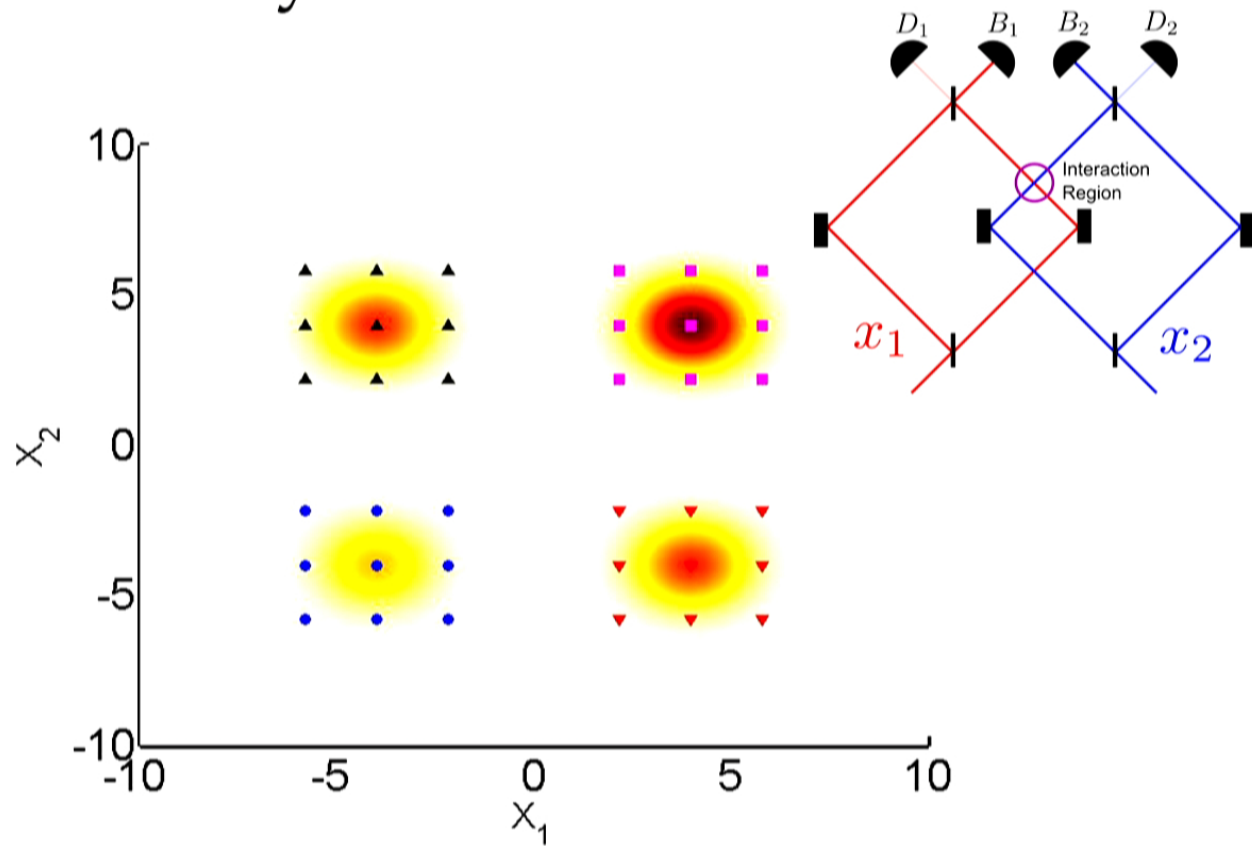 y
D₁ B₁ B₂ D₂
Interaction
Region
x₁ x₂
10
5
0
-5
-10
X₂
-10 -5 0 5 10
X₁